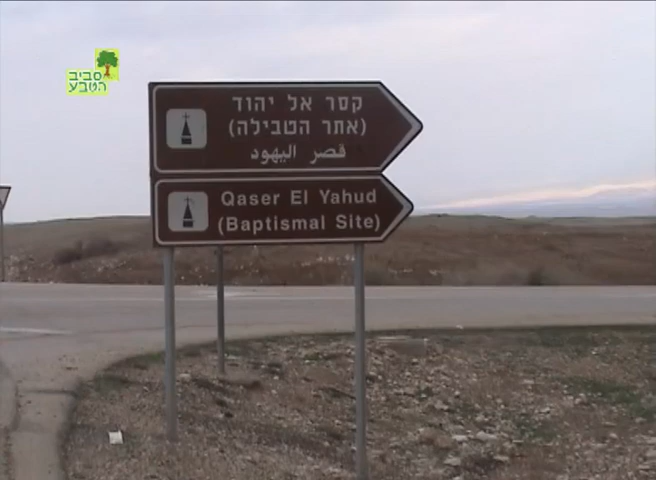 סביב
הטבע
קסר אל יהוד
(אתר הטבילה)
قصر اليهود
Qaser El Yahud
(Baptismal Site)